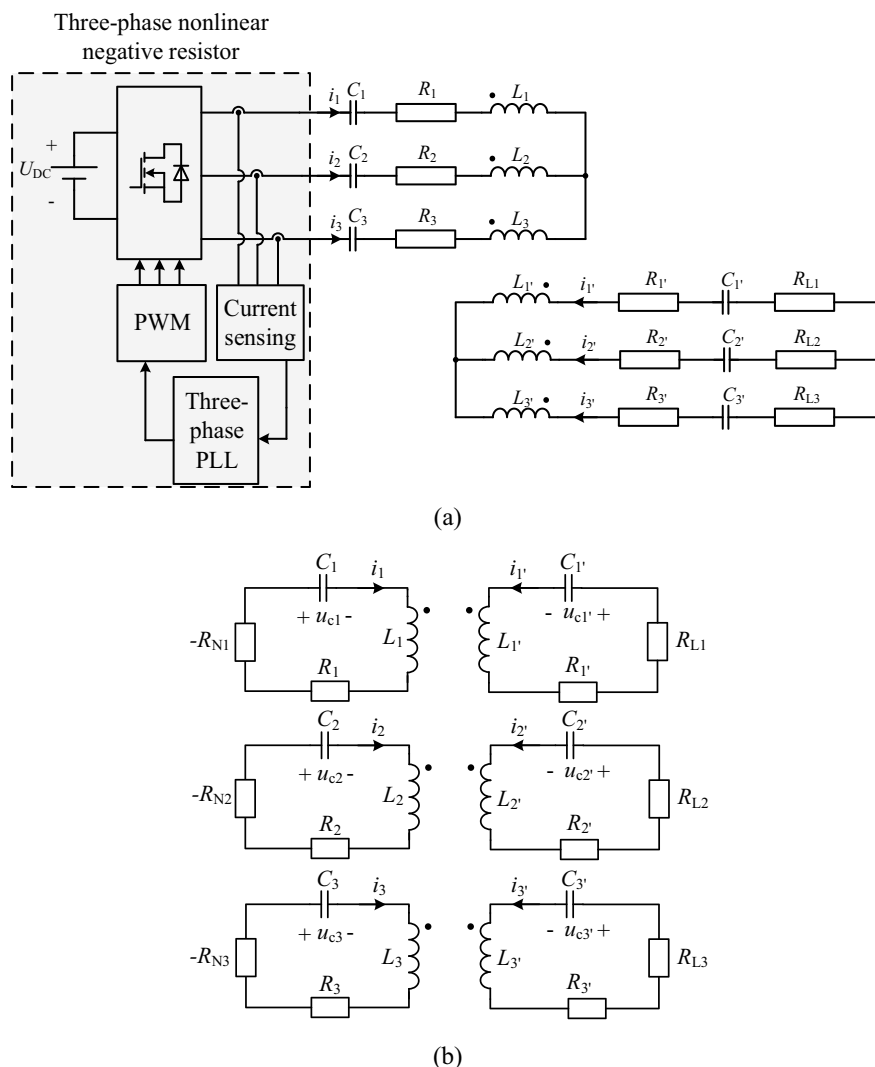 Three-phase nonlinear
negative resistor
i1 C1 R1 L1
+
UDC
-
i2 C2 R2 L2
i3 C3 R3 L3
PWM
Current
sensing
Three-
phase
PLL
L1' i1' R1' C1' RL1
L2' i2' R2' C2' RL2
L3' i3' R3' C3' RL3
(a)
C1 i1 i1' C1'
+ uc1 - - uc1' +
-RN1 L1 L1' RL1
R1 R1'
C2 i2 i2' C2'
+ uc2 - - uc2' +
-RN2 L2 L2' RL2
R2 R2'
C3 i3 i3' C3'
+ uc3 - - uc3' +
-RN3 L3 L3' RL3
R3 R3'
(b)